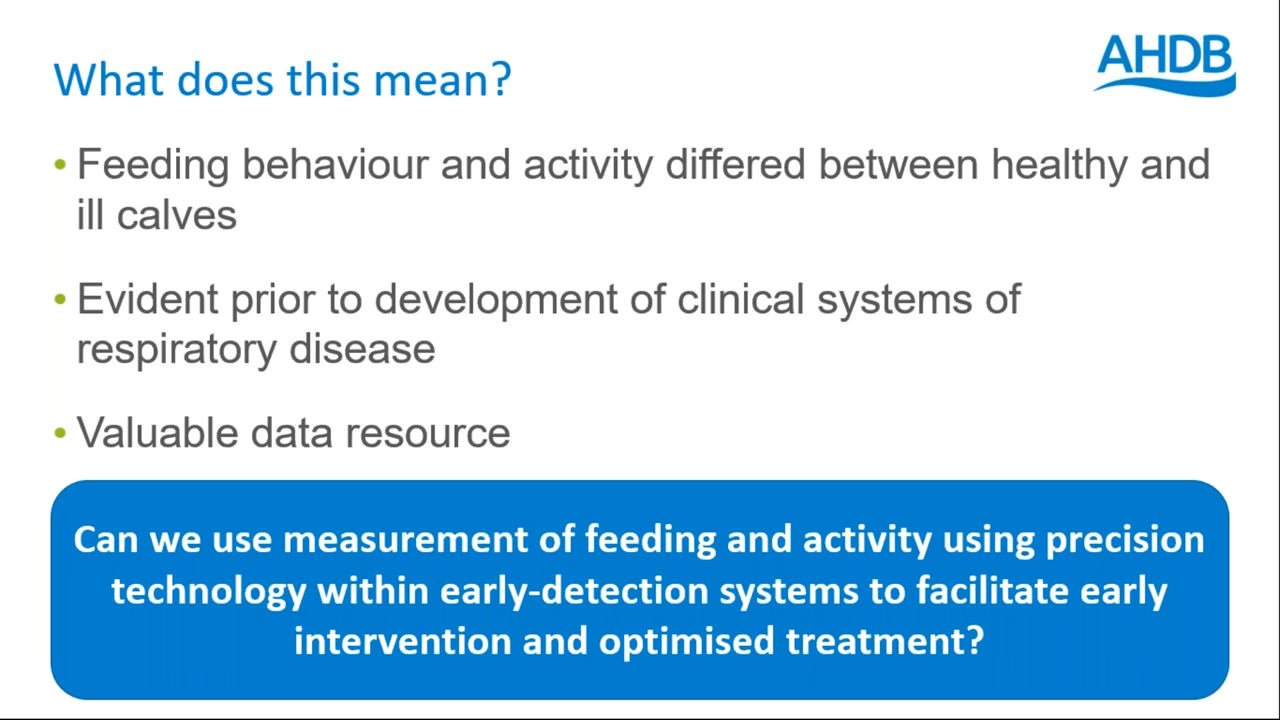 AHDB
What does this mean?
• Feeding behaviour and activity differed between healthy and
ill calves
• Evident prior to development of clinical systems of
respiratory disease
• Valuable data resource
Can we use measurement of feeding and activity using precision
technology within early-detection systems to facilitate early
intervention and optimised treatment?